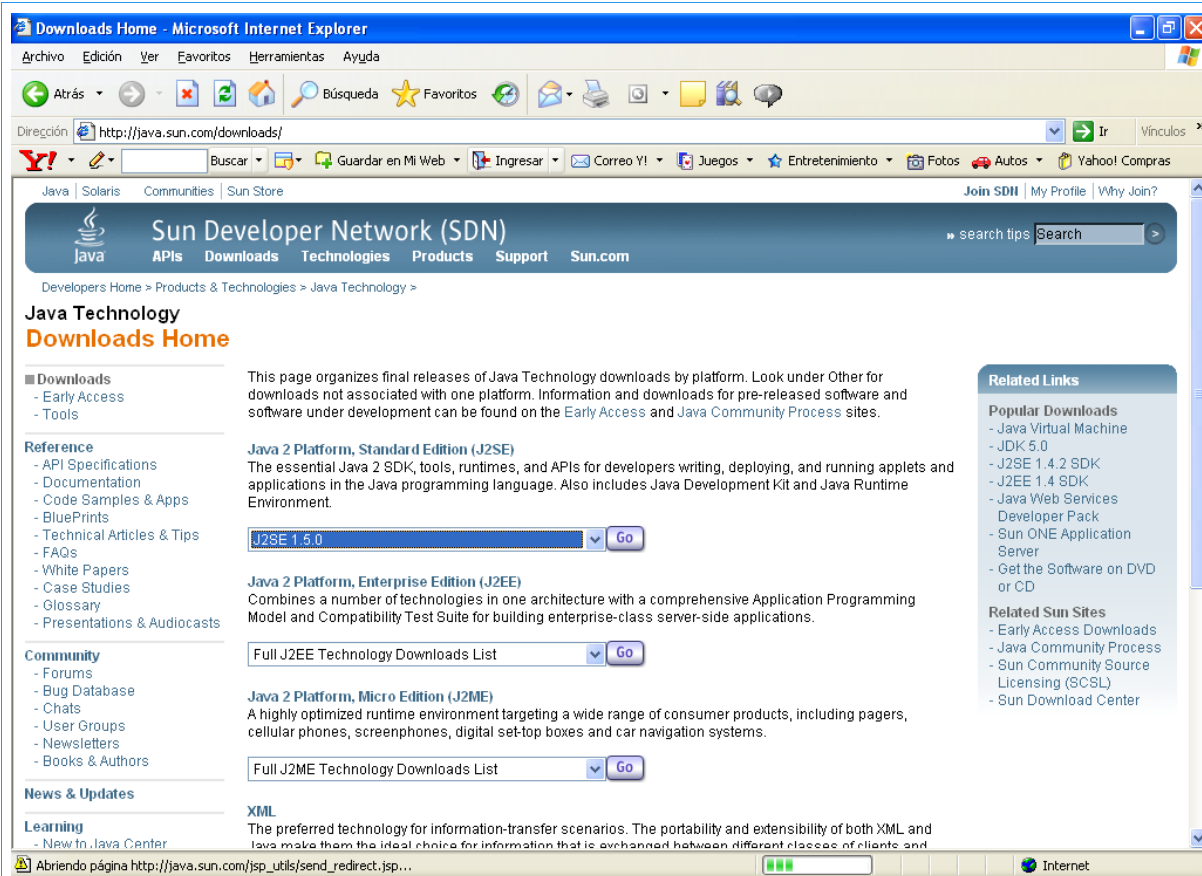 Downloads Home - Microsoft Internet Explorer
Archivo Edición Ver Favoritos Herramientas Ayuda
Atrás Búsqueda Favoritos
Dirección http://java.sun.com/downloads/ Ir Vínculos »
Y! Buscar Guardar en Mi Web Ingresar Correo Y! Juegos Entretenimiento Fotos Autos Yahoo! Compras
Java | Solaris Communities | Sun Store Join SDN | My Profile | Why Join?
Java
Sun Developer Network (SDN)
» search tips Search
APIs Downloads Technologies Products Support Sun.com
Developers Home > Products & Technologies > Java Technology >
Java Technology
Downloads Home
Downloads
- Early Access
- Tools
Reference
- API Specifications
- Documentation
- Code Samples & Apps
- BluePrints
- Technical Articles & Tips
- FAQs
- White Papers
- Case Studies
- Glossary
- Presentations & Audiocasts
Community
- Forums
- Bug Database
- Chats
- User Groups
- Newsletters
- Books & Authors
News & Updates
Learning
- New to Java Center
This page organizes final releases of Java Technology downloads by platform. Look under Other for
downloads not associated with one platform. Information and downloads for pre-released software and
software under development can be found on the Early Access and Java Community Process sites.
Java 2 Platform, Standard Edition (J2SE)
The essential Java 2 SDK, tools, runtimes, and APIs for developers writing, deploying, and running applets and
applications in the Java programming language. Also includes Java Development Kit and Java Runtime
Environment.
J2SE 1.5.0 Go
Java 2 Platform, Enterprise Edition (J2EE)
Combines a number of technologies in one architecture with a comprehensive Application Programming
Model and Compatibility Test Suite for building enterprise-class server-side applications.
Full J2EE Technology Downloads List Go
Java 2 Platform, Micro Edition (J2ME)
A highly optimized runtime environment targeting a wide range of consumer products, including pagers,
cellular phones, screenphones, digital set-top boxes and car navigation systems.
Full J2ME Technology Downloads List Go
XML
The preferred technology for information-transfer scenarios. The portability and extensibility of both XML and
Java make them the ideal choice for information that is exchanged between different classes of clients and
Related Links
Popular Downloads
- Java Virtual Machine
- JDK 5.0
- J2SE 1.4.2 SDK
- J2EE 1.4 SDK
- Java Web Services
Developer Pack
- Sun ONE Application
Server
- Get the Software on DVD
or CD
Related Sun Sites
- Early Access Downloads
- Java Community Process
- Sun Community Source
Licensing (SCSL)
- Sun Download Center
Abriendo página http://java.sun.com/jsp_utils/send_redirect.jsp... Internet